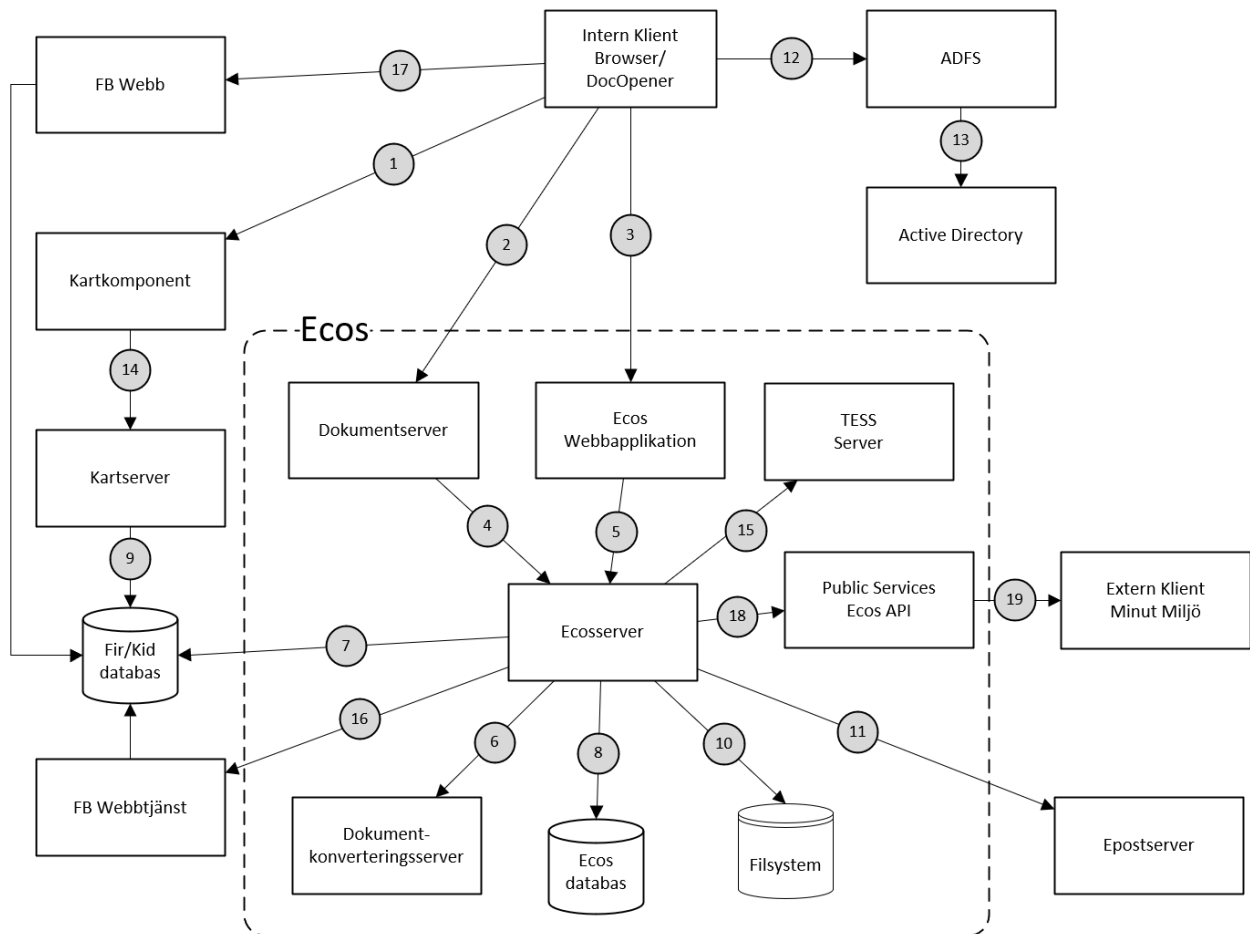 Intern Klient
Browser/
DocOpener
FB Webb
17
12
ADFS
1
13
Active Directory
2
3
Kartkomponent
Ecos
14
Dokumentserver
Ecos
Webbapplikation
TESS
Server
Kartserver
4
5
15
9
Public Services
Ecos API
19
Extern Klient
Minut Miljö
18
Ecosserver
7
Fir/Kid
databas
16
6
8
10
11
FB Webbtjänst
Dokument-
konverteringsserver
Ecos
databas
Filsystem
Epostserver